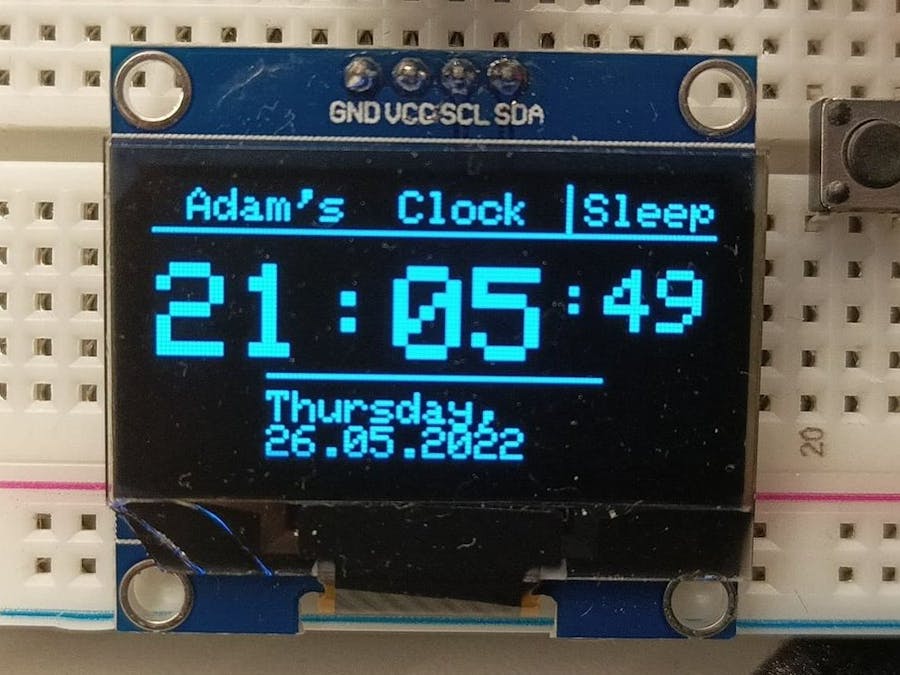 GND VCC SCL SDA
Adam's Clock |Sleep
21:05:49
Thursday,
26.05.2022
20